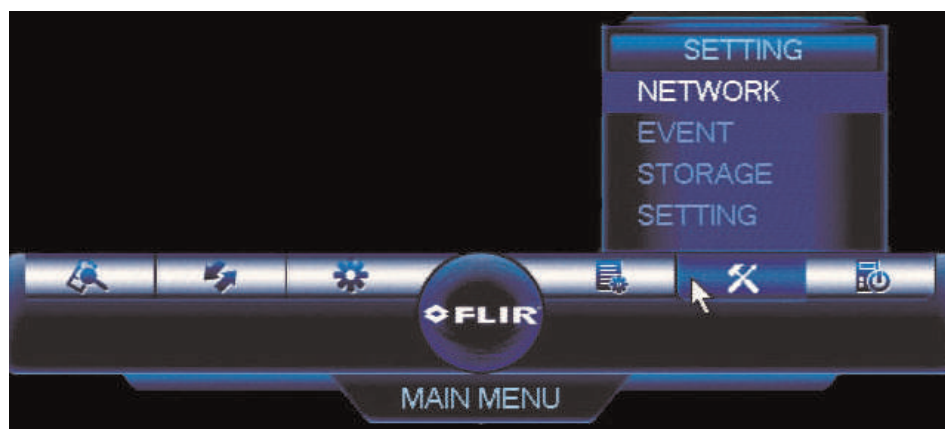 SETTING
NETWORK
EVENT
STORAGE
SETTING
FLIR
MAIN MENU